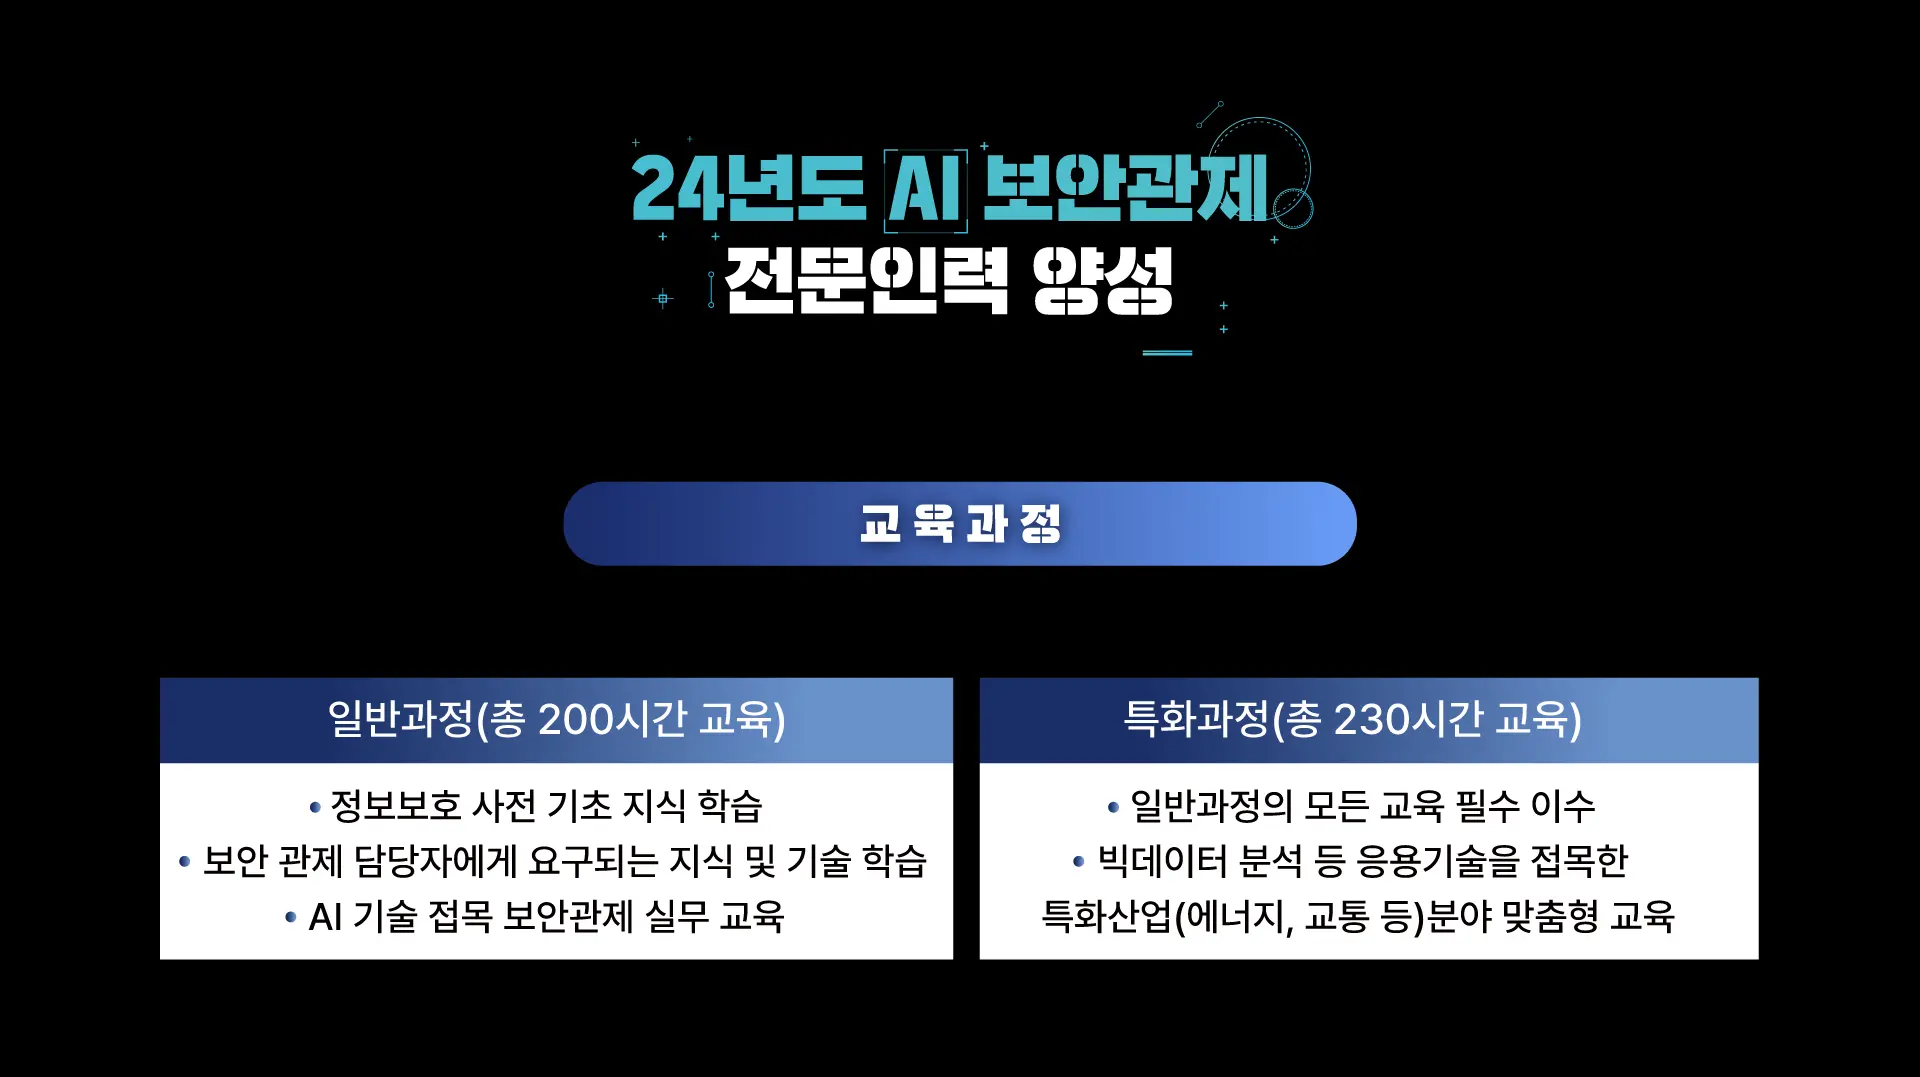 24년도 AI 보안관제
전문인력 양성
교육과정
일반과정(총 200시간 교육)
• 정보보호 사전 기초 지식 학습
• 보안 관제 담당자에게 요구되는 지식 및 기술 학습
• AI 기술 접목 보안관제 실무 교육
특화과정(총 230시간 교육)
• 일반과정의 모든 교육 필수 이수
• 빅데이터 분석 등 응용기술을 접목한
특화산업(에너지, 교통 등)분야 맞춤형 교육